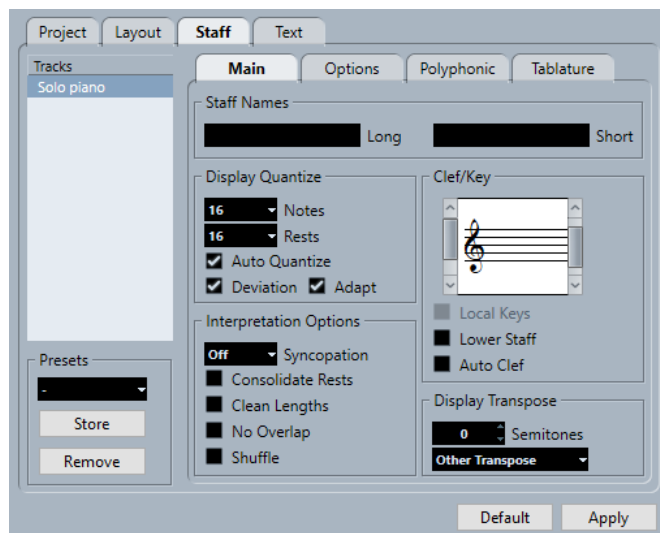 Project Layout Staff Text
Tracks
Solo piano
Presets
-
Store
Remove
Main Options Polyphonic Tablature
Staff Names
Long Short
Display Quantize
16 Notes
16 Rests
Auto Quantize
Deviation Adapt
Interpretation Options
Off Syncopation
Consolidate Rests
Clean Lengths
No Overlap
Shuffle
Clef/Key
Local Keys
Lower Staff
Auto Clef
Display Transpose
0 Semitones
Other Transpose
Default Apply